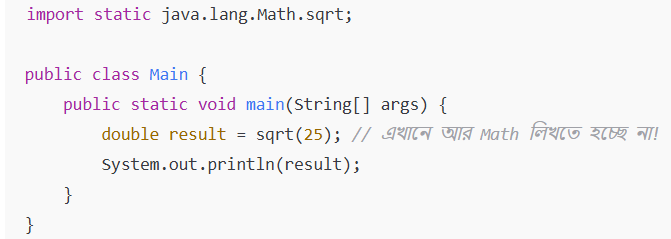 import static java.lang.Math.sqrt;
public class Main {
public static void main(String[] args) {
double result = sqrt(25); // এখানে আর Math লিখতে হচ্ছে না!
System.out.println(result);
}
}